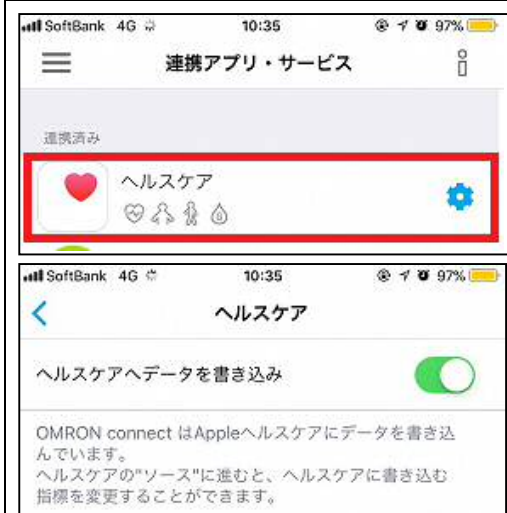 SoftBank 4G 10:35 97%
連携アプリ・サービス
連携済み
ヘルスケア
SoftBank 4G 10:35 97%
ヘルスケア
ヘルスケアへデータを書き込み
OMRON connect はAppleヘルスケアにデータを書き込
んでいます。
ヘルスケアの"ソース"に進むと、ヘルスケアに書き込む
指標を変更することができます。